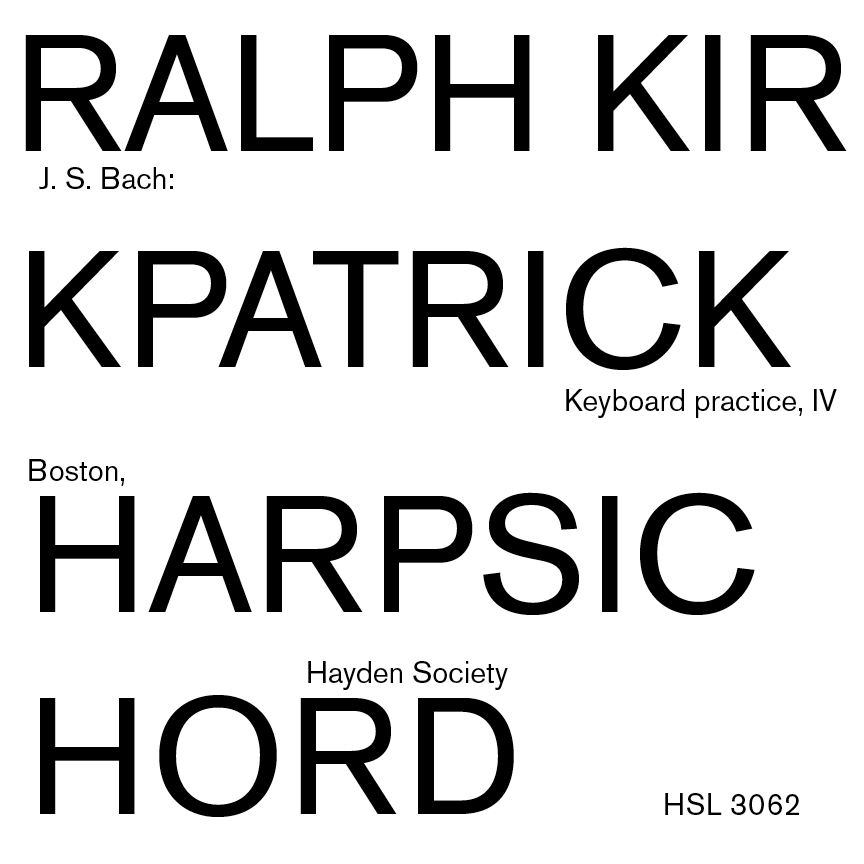 RALPH KIR
J. S. Bach:
KPATRICK
Keyboard practice, IV
Boston,
HARPSIC
Hayden Society
HORD
HSL 3062